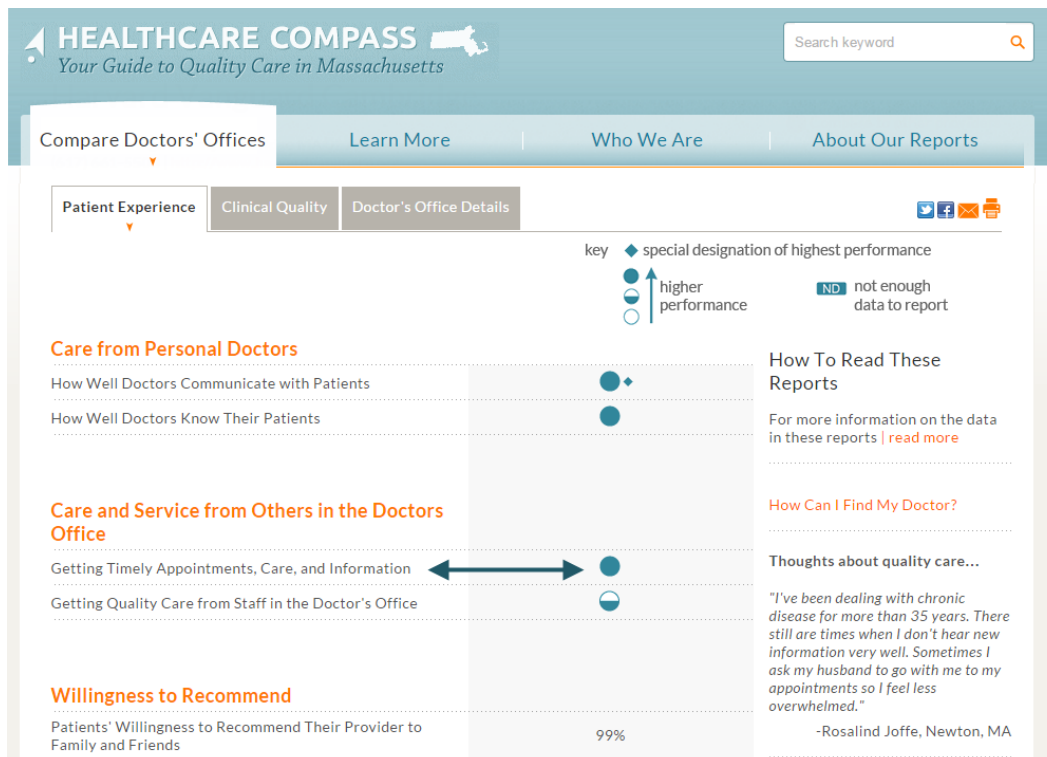 HEALTHCARE COMPASS
Your Guide to Quality Care in Massachusetts
Search keyword
Compare Doctors' Offices
Learn More
Who We Are
About Our Reports
Patient Experience
Clinical Quality
Doctor's Office Details
key
special designation of highest performance
higher
performance
ND
not enough
data to report
Care from Personal Doctors
How Well Doctors Communicate with Patients
How Well Doctors Know Their Patients
Care and Service from Others in the Doctors
Office
Getting Timely Appointments, Care, and Information
Getting Quality Care from Staff in the Doctor's Office
Willingness to Recommend
Patients' Willingness to Recommend Their Provider to
Family and Friends
99%
How To Read These
Reports
For more information on the data
in these reports | read more
How Can I Find My Doctor?
Thoughts about quality care...
"I've been dealing with chronic
disease for more than 35 years. There
still are times when I don't hear new
information very well. Sometimes I
ask my husband to go with me to my
appointments so I feel less
overwhelmed."
-Rosalind Joffe, Newton, MA